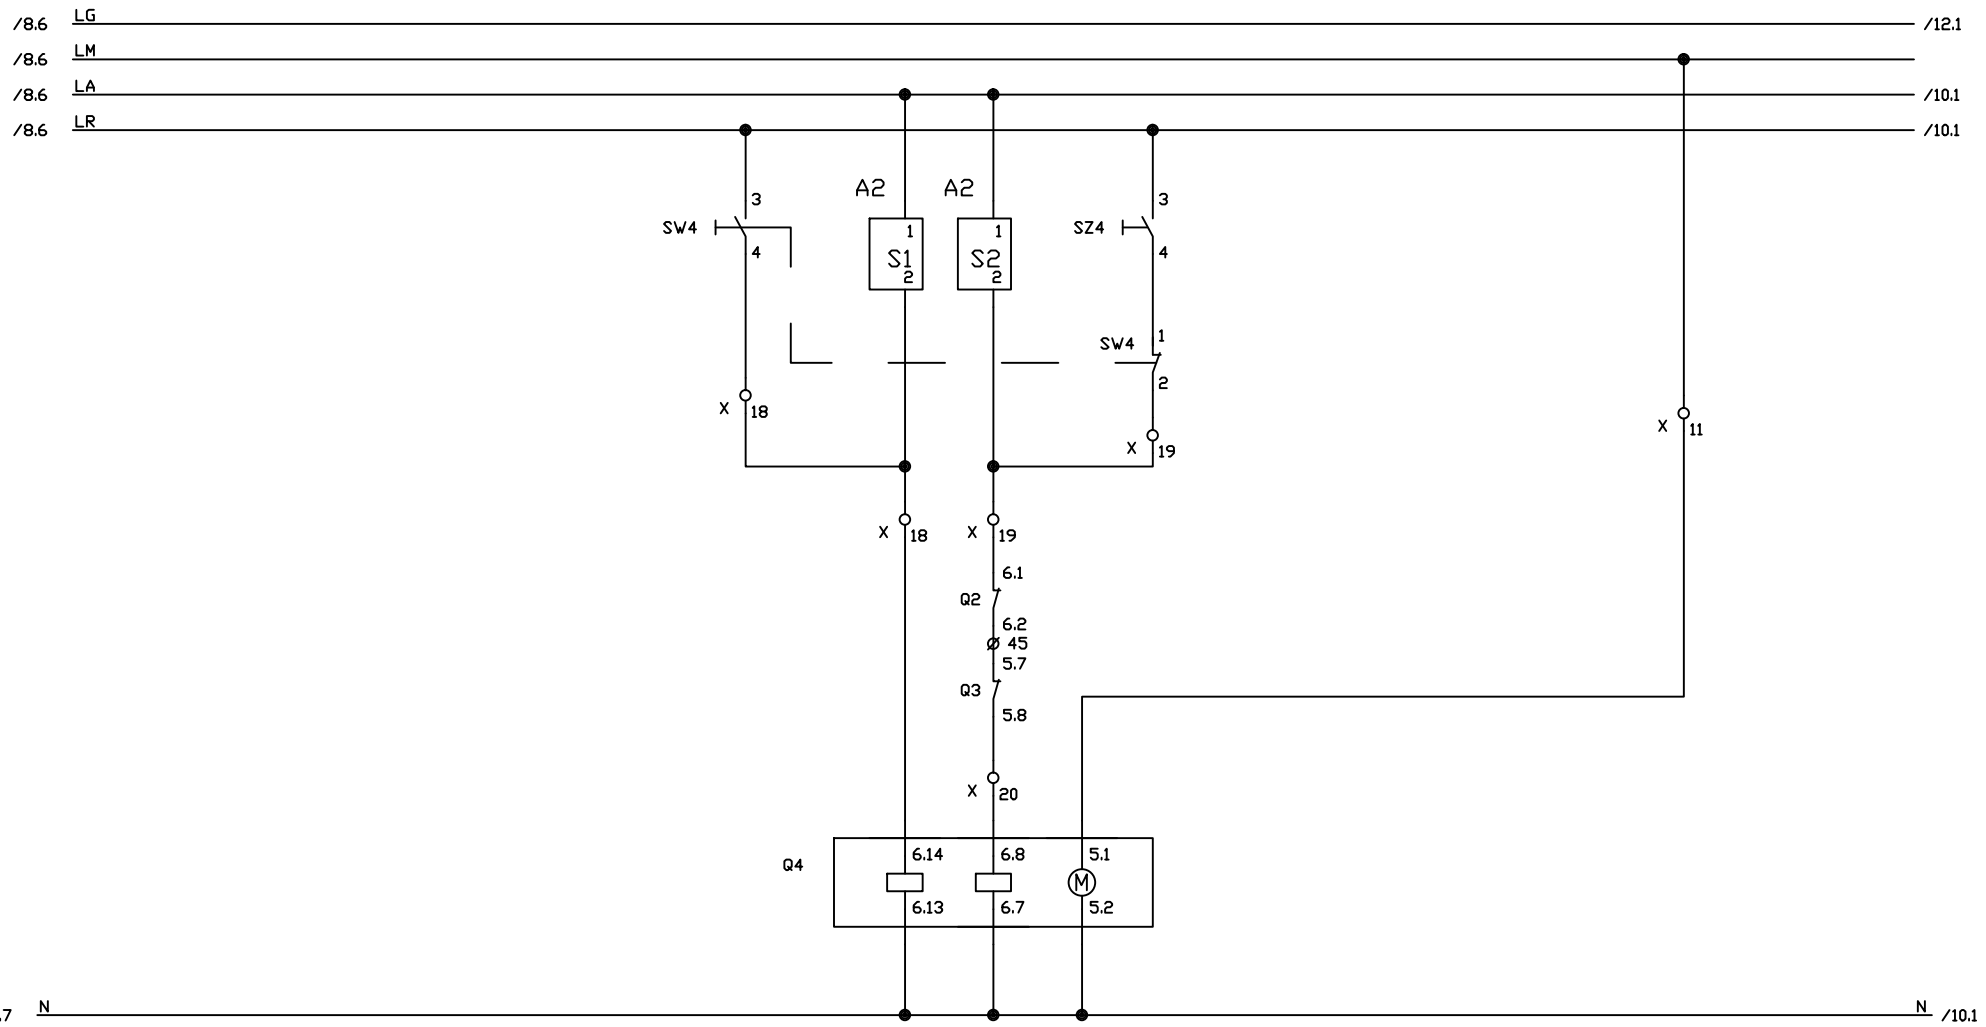 /8.6 LG /12.1
/8.6 LM
/8.6 LA /10.1
/8.6 LR /10.1
A2 A2
3 3
SW4 1 1 SZ4
4 S1 S2 4
2 2
SW4 1
2
X 18
X 11
X 19
X 18 X 19
6.1
Q2
6.2
45
5.7
Q3
5.8
X 20
Q4 6.14 6.8 5.1
M
6.13 6.7 5.2
.7 N N /10.1